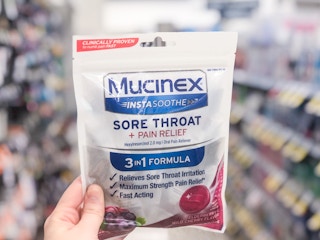 CLINICALLY PROVEN
Mucinex
INSTASOOTHE
SORE THROAT
+ PAIN RELIEF
3 IN 1 FORMULA
✓ Relieves Sore Throat Irritation
✓ Maximum Strength Pain Relief
✓ Fast Acting